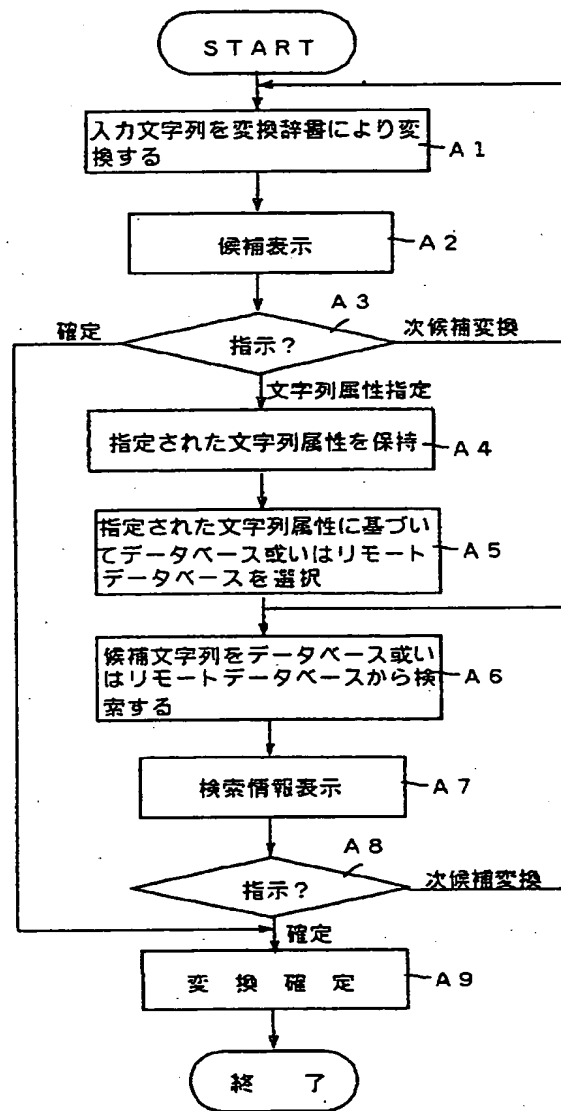 START
入力文字列を変換辞書により変
換する
A1
候補表示
A2
A3
確定
指示?
次候補変換
文字列属性指定
指定された文字列属性を保持
A4
指定された文字列属性に基づい
てデータベース或いはリモート
データベースを選択
A5
候補文字列をデータベース或い
はリモートデータベースから検
索する
A6
検索情報表示
A7
A8
指示?
次候補変換
確定
変換確定
A9
終了